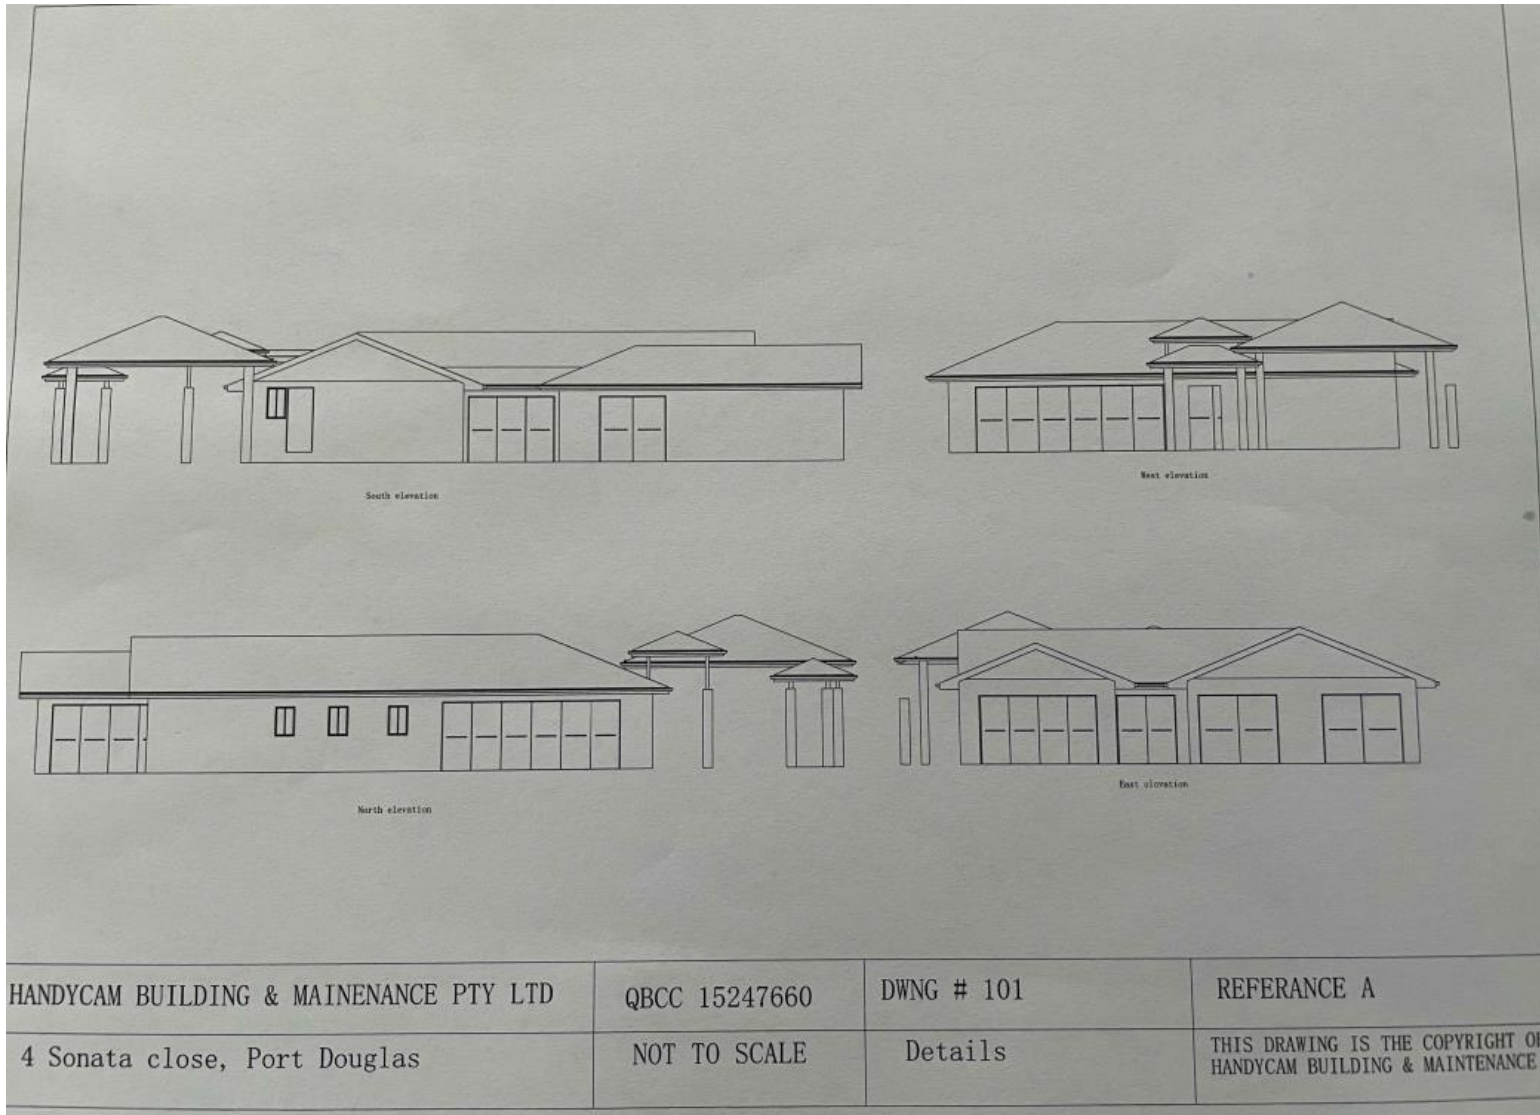 South elevation
West elevation
North elevation
East elevation
HANDYCAM BUILDING & MAINENANCE PTY LTD
QBCC 15247660
DWNG # 101
REFERANCE A
4 Sonata close, Port Douglas
NOT TO SCALE
Details
THIS DRAWING IS THE COPYRIGHT OF
HANDYCAM BUILDING & MAINTENANCE